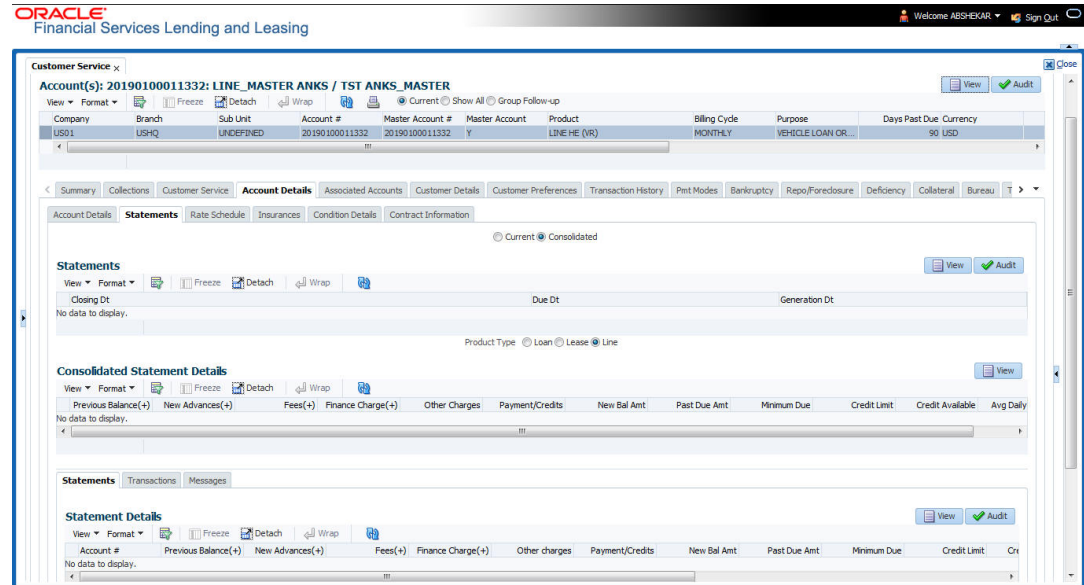 ORACLE
Financial Services Lending and Leasing
Welcome ABSHEKAR Sign Out
Customer Service x
Close
Account(s): 20190100011332: LINE_MASTER ANKS / TST ANKS_MASTER
View Audit
View Format Freeze Detach Wrap Current Show All Group Follow-up
Company Branch Sub Unit Account # Master Account # Master Account Product Billing Cycle Purpose Days Past Due Currency
US01 USHQ UNDEFINED 20190100011332 20190100011332 Y LINE HE (VR) MONTHLY VEHICLE LOAN OR... 90 USD
Summary Collections Customer Service Account Details Associated Accounts Customer Details Customer Preferences Transaction History Pmt Modes Bankruptcy Repo/Foreclosure Deficiency Collateral Bureau T
Account Details Statements Rate Schedule Insurances Condition Details Contract Information
Current Consolidated
Statements
View Audit
View Format Freeze Detach Wrap
Closing Dt Due Dt Generation Dt
No data to display.
Product Type Loan Lease Line
Consolidated Statement Details
View
View Format Freeze Detach Wrap
Previous Balance(+) New Advances(+) Fees(+) Finance Charge(+) Other Charges Payment/Credits New Bal Amt Past Due Amt Minimum Due Credit Limit Credit Available Avg Daily
No data to display.
Statements Transactions Messages
Statement Details
View Audit
View Format Freeze Detach Wrap
Account # Previous Balance(+) New Advances(+) Fees(+) Finance Charge(+) Other charges Payment/Credits New Bal Amt Past Due Amt Minimum Due Credit Limit Cre
No data to display.